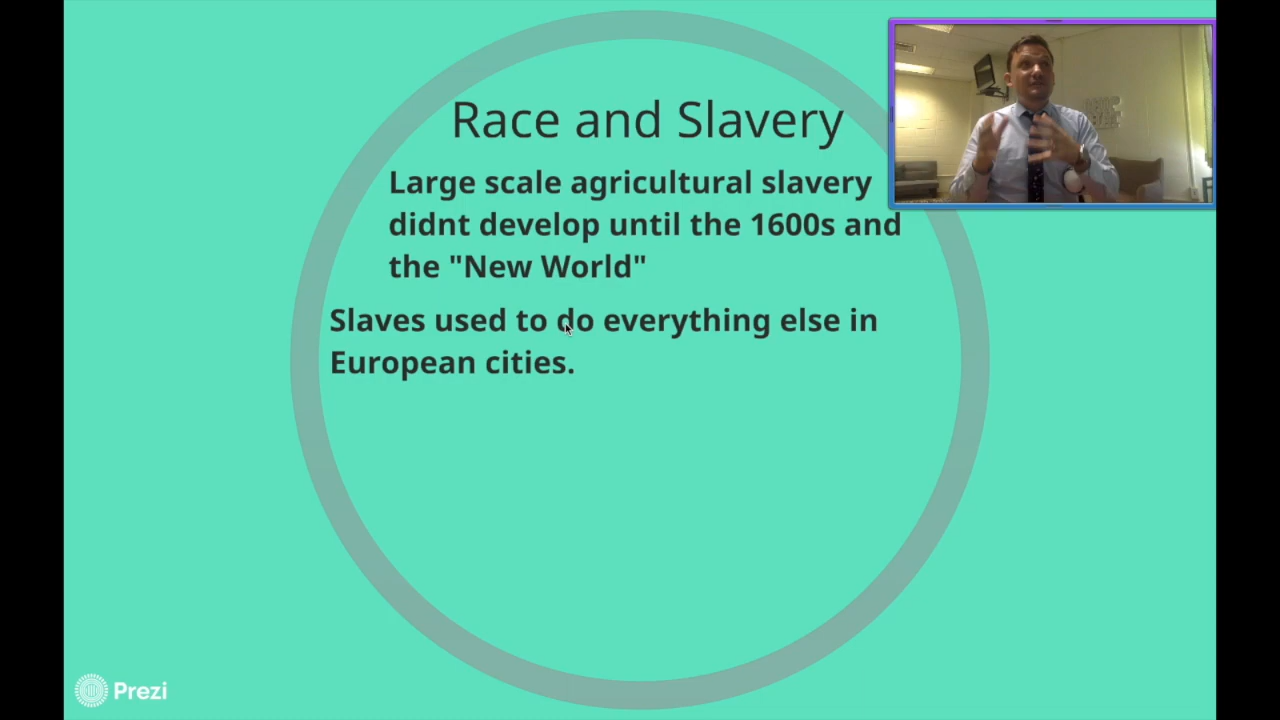 Race and Slavery
Large scale agricultural slavery
didnt develop until the 1600s and
the "New World"
Slaves used to do everything else in
European cities.
Prezi